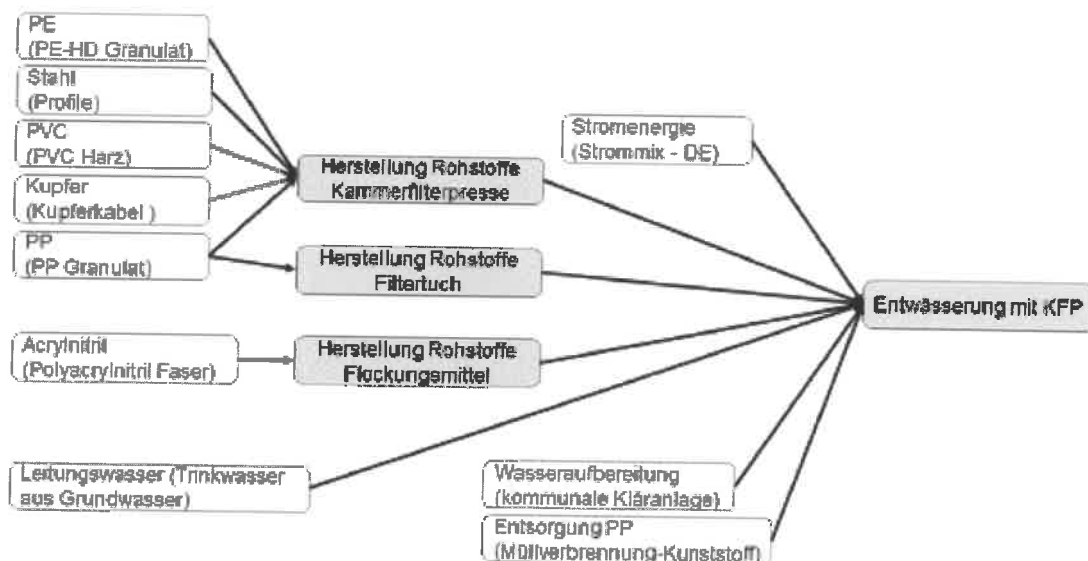 PE
(PE-HD Granulat)
Stahl
(Profile)
PVC
(PVC Harz)
Kupfer
(Kupferkabel )
PP
(PP Granulat)
Acrylnitril
(Polyacrylnitril Faser)
Leitungswasser (Trinkwasser
aus Grundwasser)
Herstellung Rohstoffe
Kammerfilterpresse
Herstellung Rohstoffe
Filtertuch
Herstellung Rohstoffe
Flockungsmittel
Stromenergie
(Strommix - DE)
Wasseraufbereitung
(kommunale Kläranlage)
Entsorgung PP
(Müllverbrennung-Kunststoff)
Entwässerung mit KFP